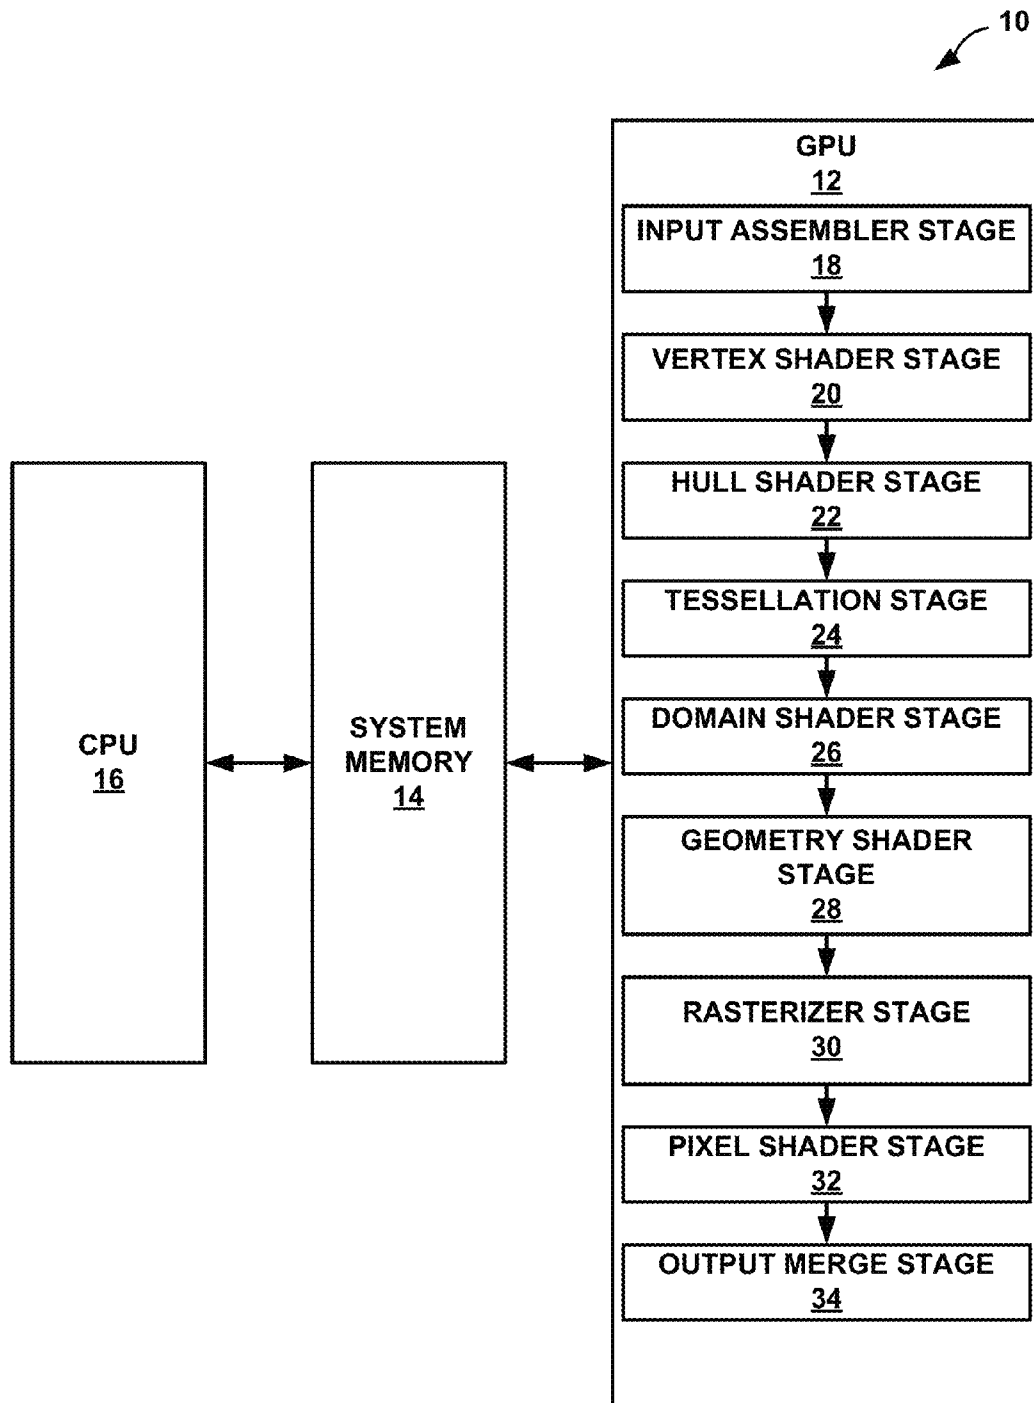 10
GPU
12
INPUT ASSEMBLER STAGE
18
VERTEX SHADER STAGE
20
HULL SHADER STAGE
22
TESSELLATION STAGE
24
DOMAIN SHADER STAGE
26
GEOMETRY SHADER
STAGE
28
RASTERIZER STAGE
30
PIXEL SHADER STAGE
32
OUTPUT MERGE STAGE
34
CPU
16
SYSTEM
MEMORY
14